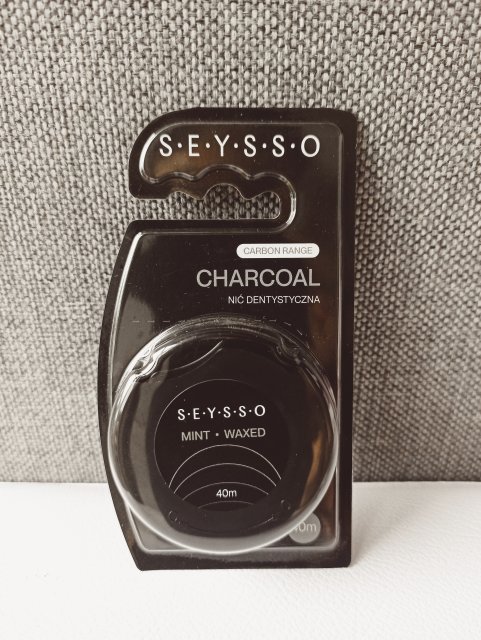 S·E·Y·S·S·O
CARBON RANGE
CHARCOAL
NIĆ DENTYSTYCZNA
S·E·Y·S·S·O
MINT • WAXED
40m